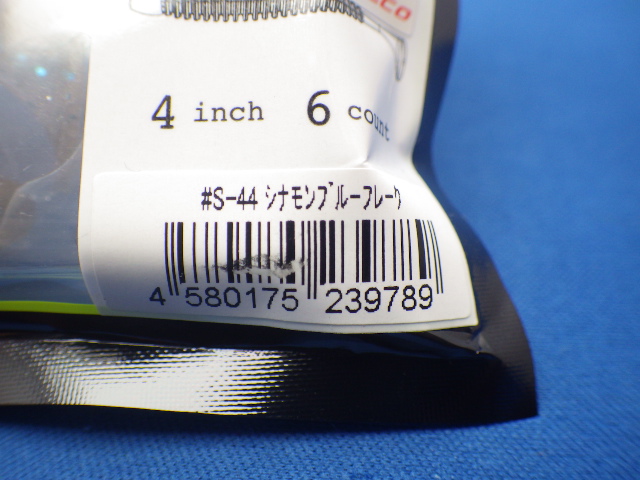 4 inch 6 count
#S-44 ｼﾅﾓﾝﾌﾞﾙｰﾌﾚｰｸ
4 580175 239789